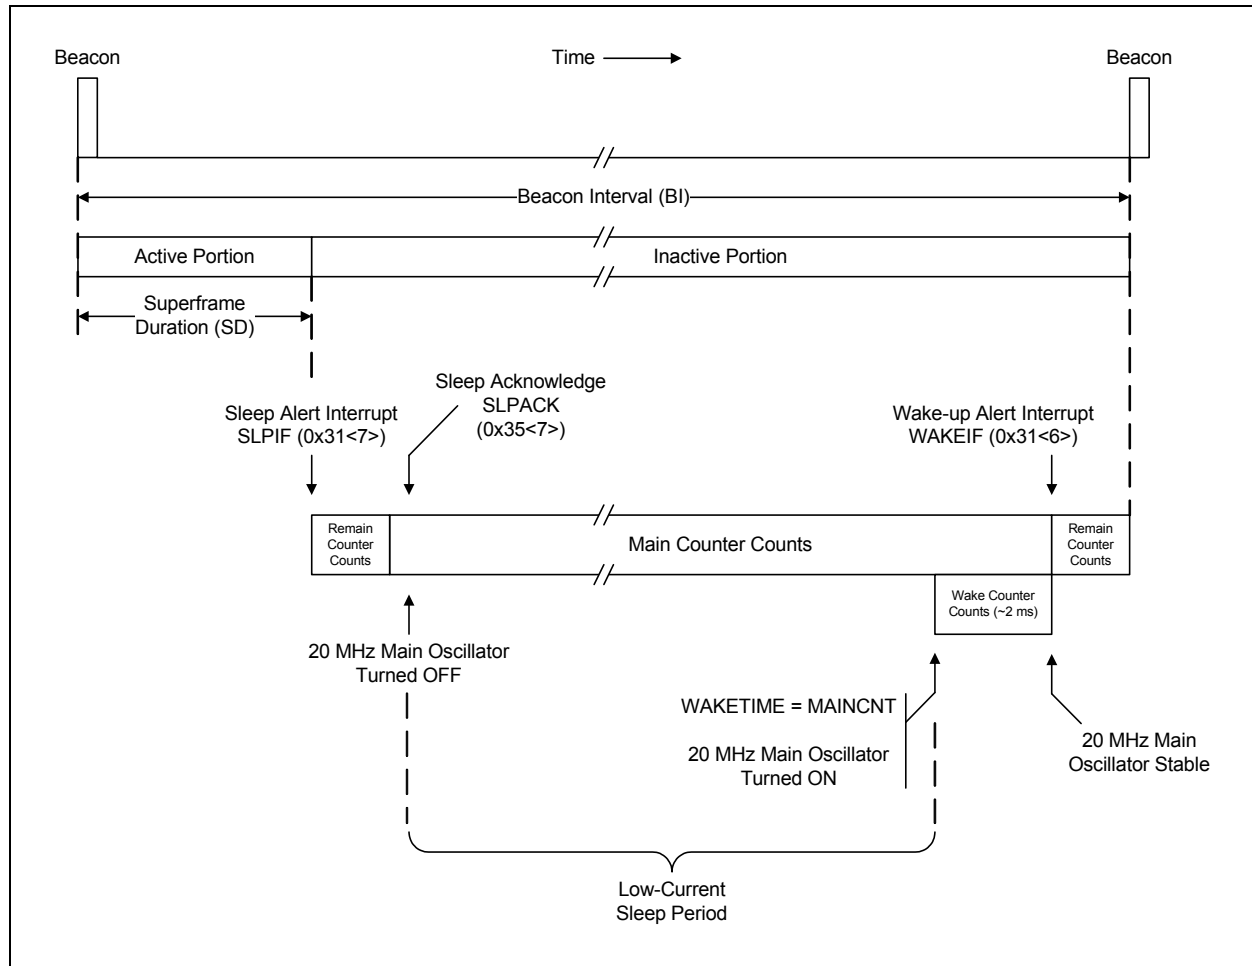 Beacon
Time
Beacon
Beacon Interval (BI)
Active Portion
Inactive Portion
Superframe
Duration (SD)
Sleep Acknowledge
SLPACK
(0x35<7>)
Sleep Alert Interrupt
SLPIF (0x31<7>)
Wake-up Alert Interrupt
WAKEIF (0x31<6>)
Remain
Counter
Counts
Main Counter Counts
Remain
Counter
Counts
Wake Counter
Counts (~2 ms)
20 MHz Main Oscillator
Turned OFF
WAKETIME = MAINCNT
20 MHz Main Oscillator
Turned ON
20 MHz Main
Oscillator Stable
Low-Current
Sleep Period